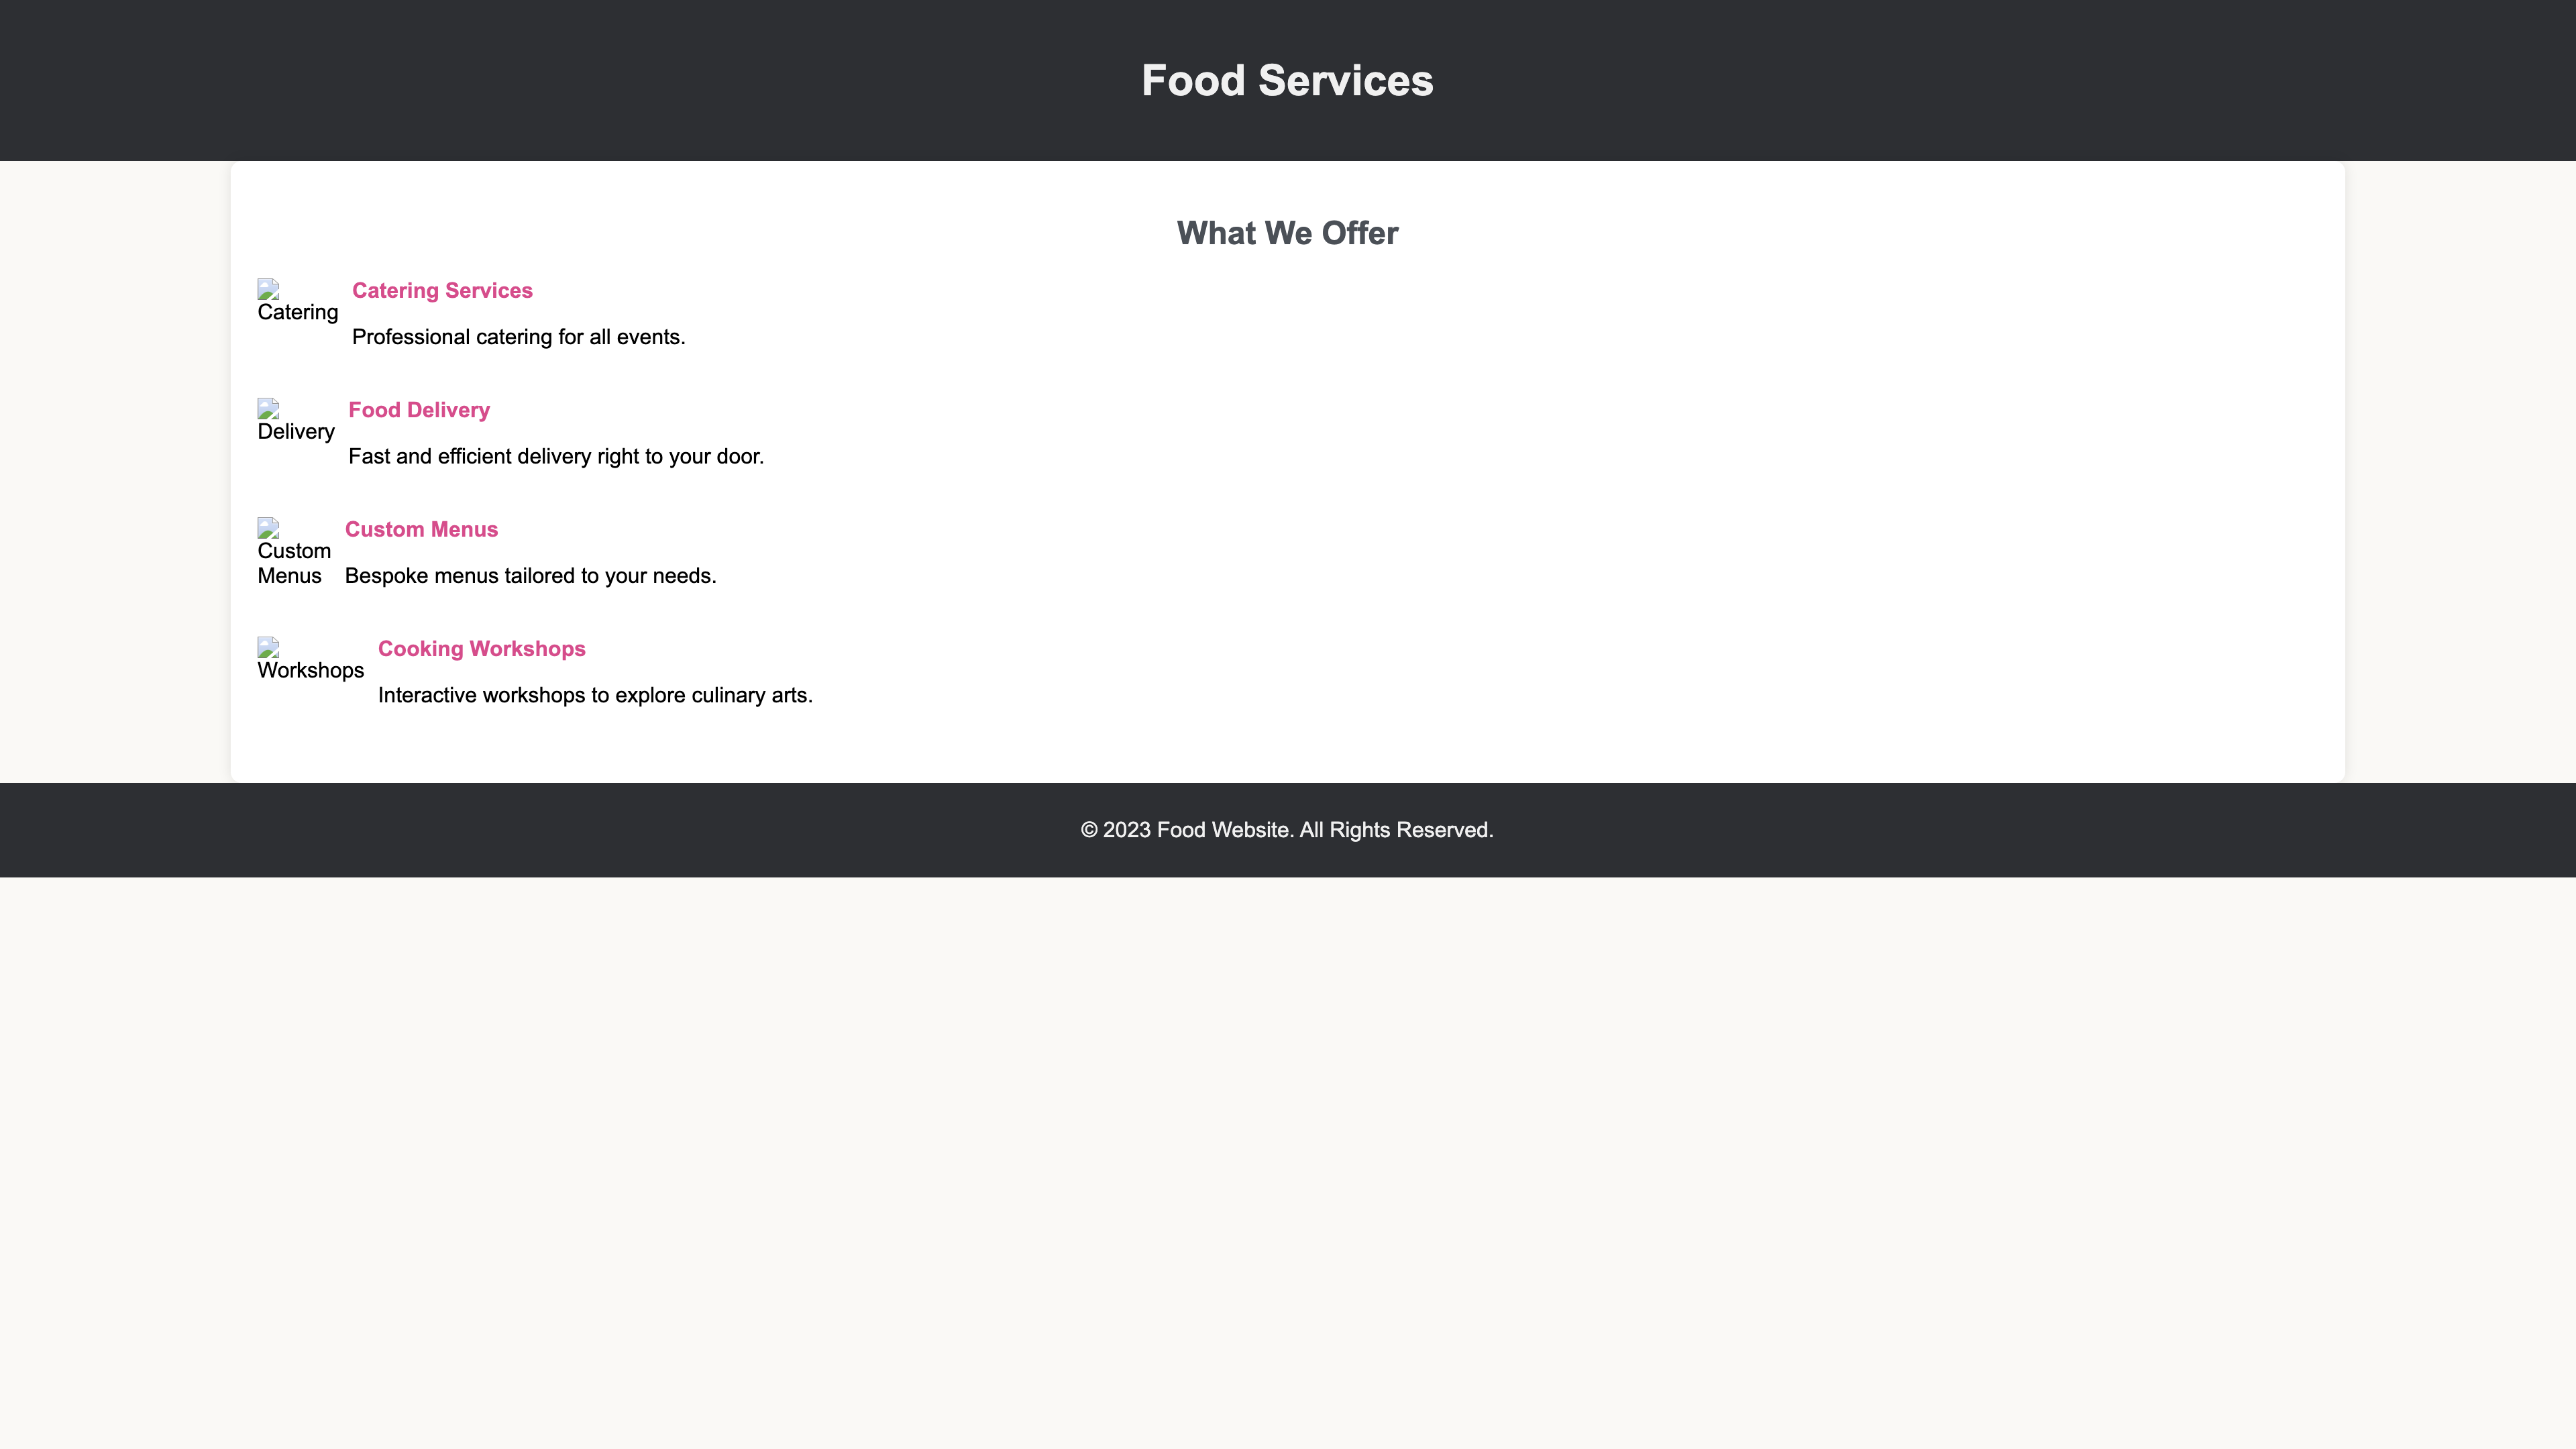 Food Services
What We Offer
Catering
Catering Services
Professional catering for all events.
Delivery
Food Delivery
Fast and efficient delivery right to your door.
Custom
Menus
Custom Menus
Bespoke menus tailored to your needs.
Workshops
Cooking Workshops
Interactive workshops to explore culinary arts.
© 2023 Food Website. All Rights Reserved.